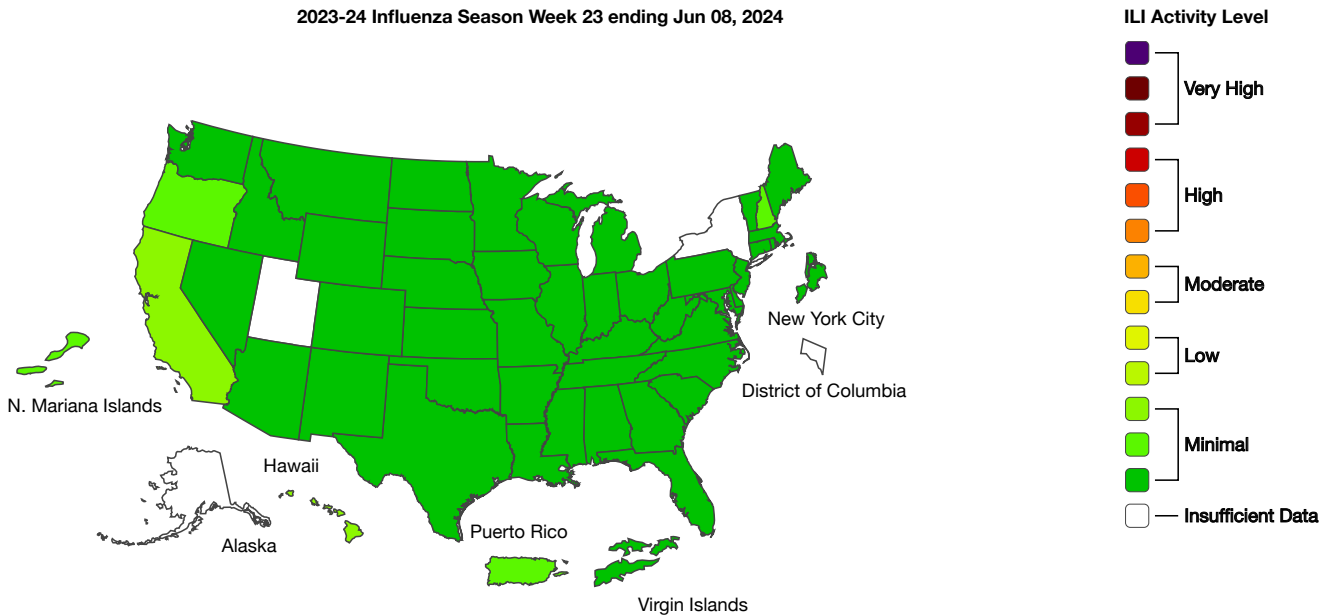 2023-24 Influenza Season Week 23 ending Jun 08, 2024
ILI Activity Level
Very High
High
Moderate
Low
Minimal
Insufficient Data
New York City
District of Columbia
N. Mariana Islands
Hawaii
Alaska
Puerto Rico
Virgin Islands